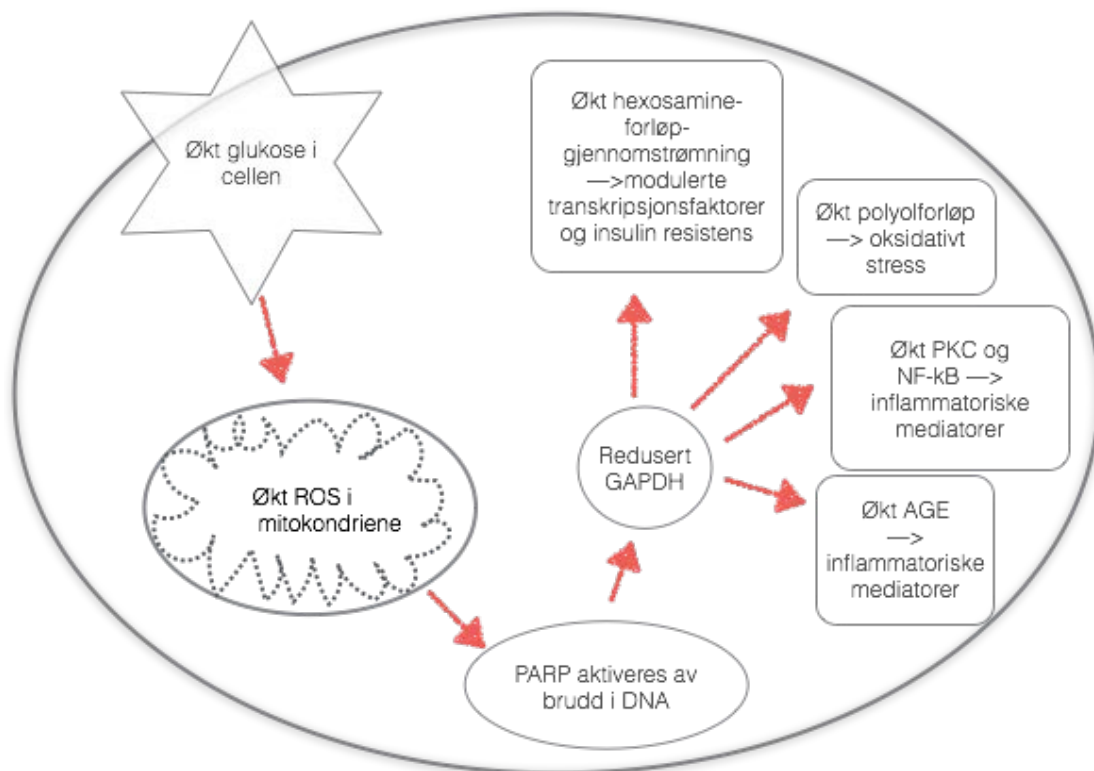 Økt glukose i
cellen
Økt ROS i
mitokondriene
PARP aktiveres av
brudd i DNA
Redusert
GAPDH
Økt hexosamine-
forløp-
gjennomstrømning
—>modulerte
transkripsjonsfaktorer
og insulin resistens
Økt polyolforløp
—> oksidativt
stress
Økt PKC og
NF-kB —>
inflammatoriske
mediatorer
Økt AGE
—>
inflammatoriske
mediatorer